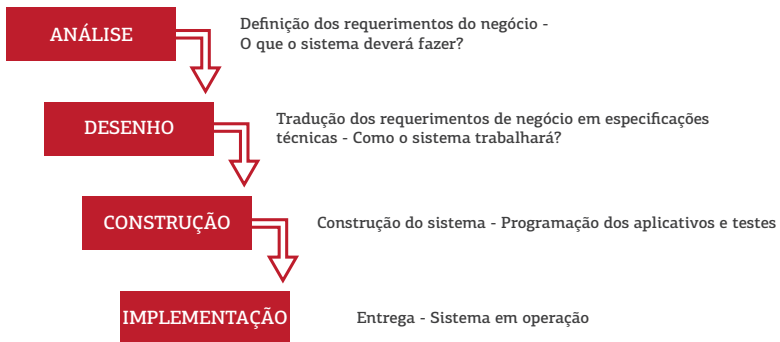 ANÁLISE
Definição dos requerimentos do negócio -
O que o sistema deverá fazer?
DESENHO
Tradução dos requerimentos de negócio em especificações
técnicas - Como o sistema trabalhará?
CONSTRUÇÃO
Construção do sistema - Programação dos aplicativos e testes
IMPLEMENTAÇÃO
Entrega - Sistema em operação